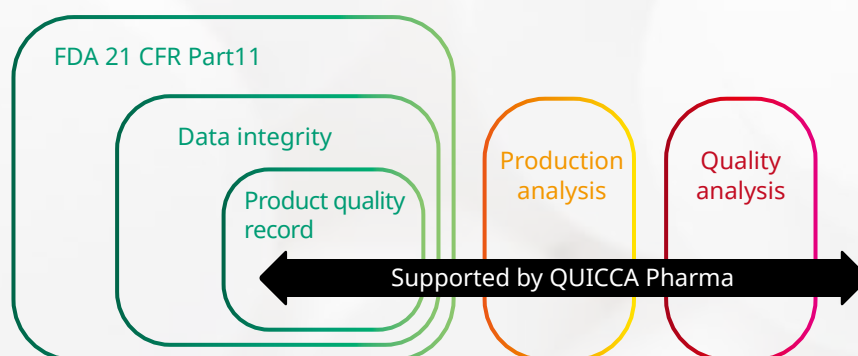 FDA 21 CFR Part11
Data integrity
Product quality
record
Production
analysis
Quality
analysis
Supported by QUICCA Pharma